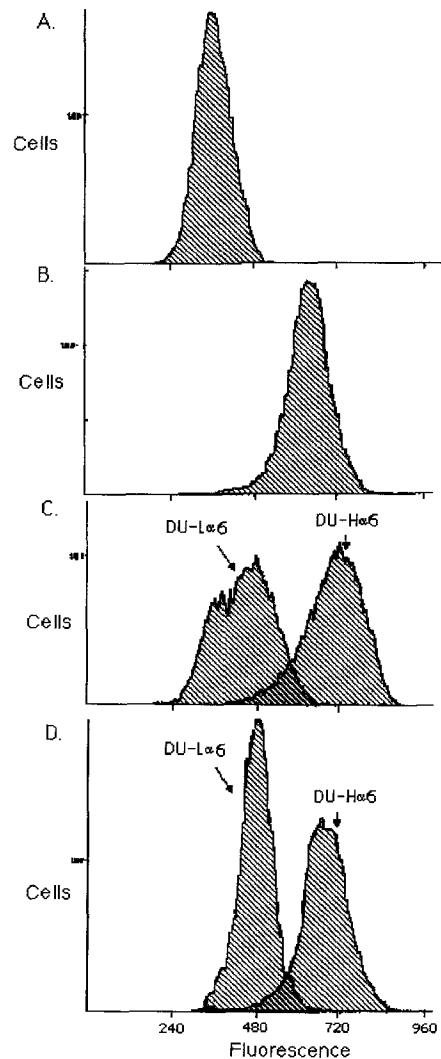 A.
Cells
B.
Cells
C.
DU-Lα6
DU-Hα6
Cells
D.
DU-Lα6
DU-Hα6
Cells
240 480 720 960
Fluorescence